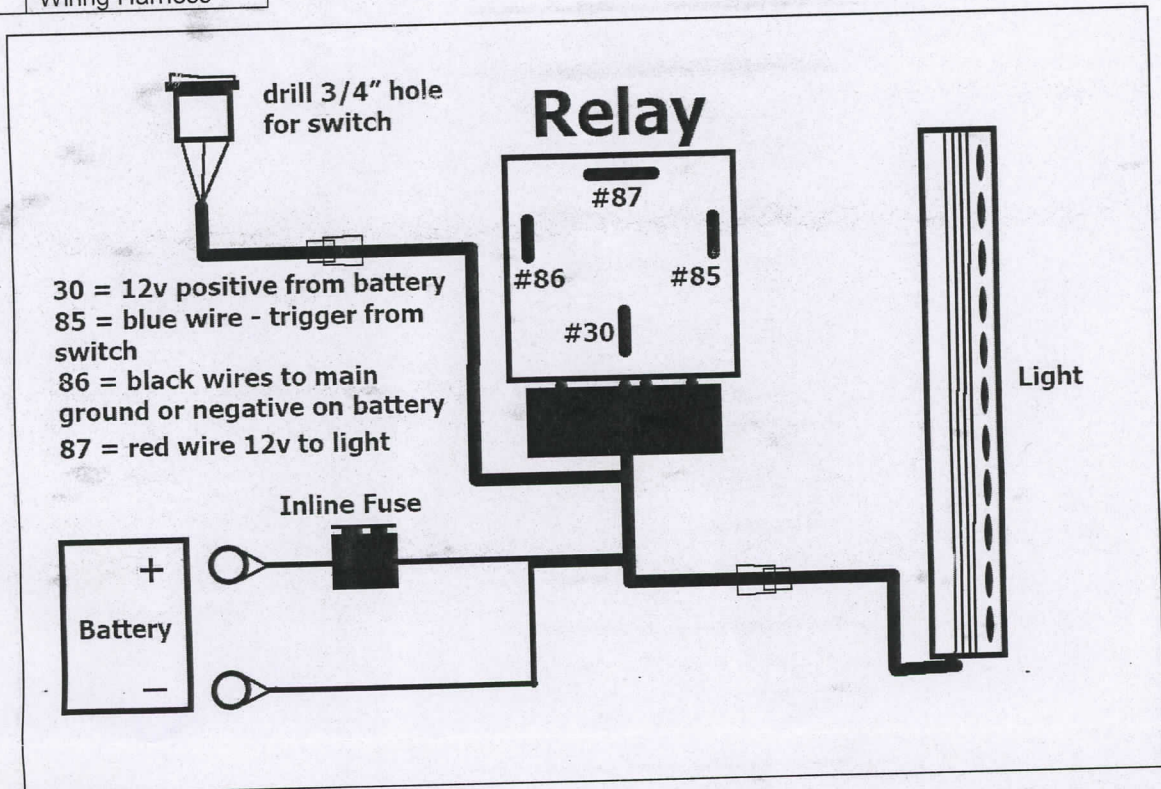 Wiring Harness
drill 3/4" hole
for switch
Relay
#87
#86
#85
#30
30 = 12v positive from battery
85 = blue wire - trigger from
switch
86 = black wires to main
ground or negative on battery
87 = red wire 12v to light
Light
Inline Fuse
+
Battery
—